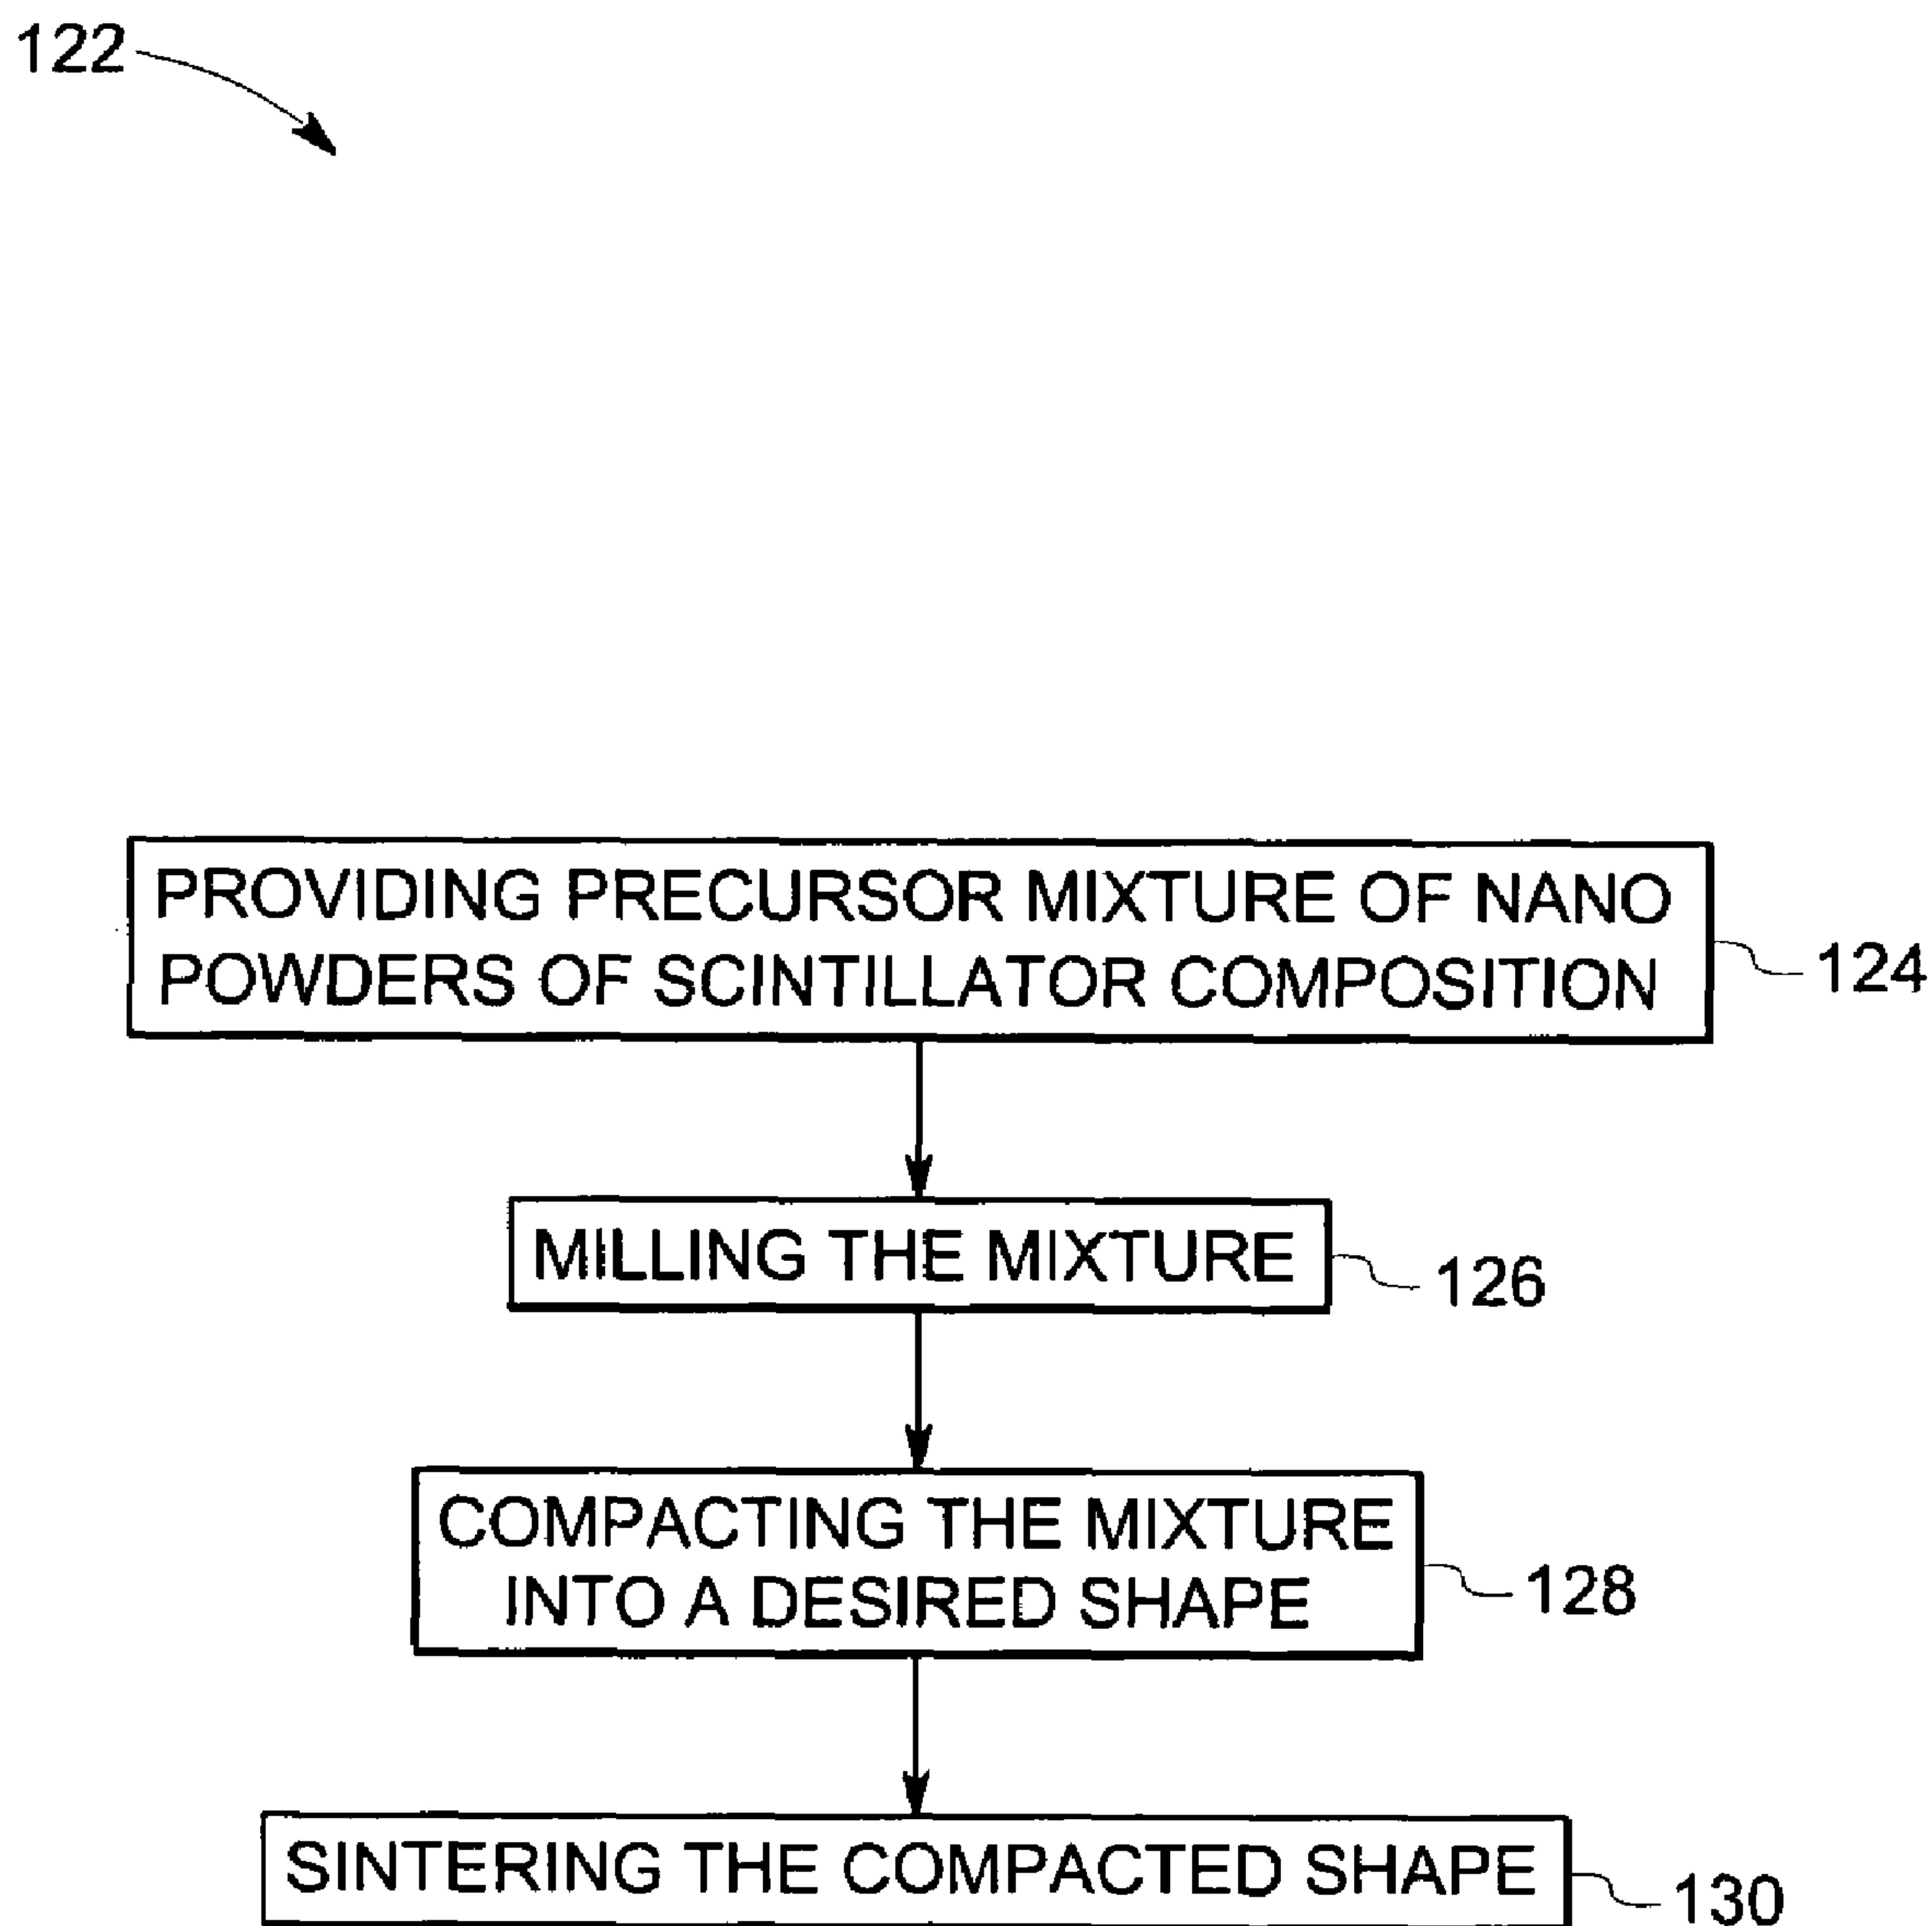 122
PROVIDING PRECURSOR MIXTURE OF NANO
POWDERS OF SCINTILLATOR COMPOSITION
124
MILLING THE MIXTURE
126
COMPACTING THE MIXTURE
INTO A DESIRED SHAPE
128
SINTERING THE COMPACTED SHAPE
130